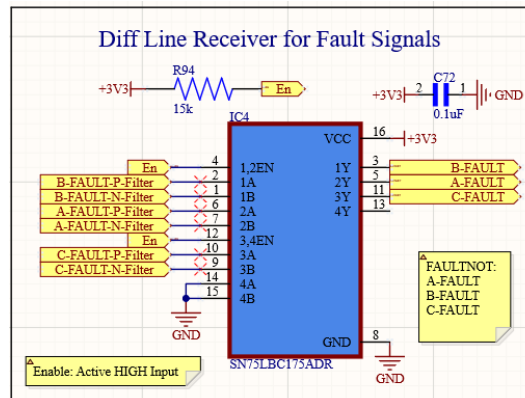 Diff Line Receiver for Fault Signals
R94
+3V3
15k
En
C72
+3V3
2
1
GND
0.1uF
IC4
VCC
16
+3V3
En
4
1,2EN
1Y
3
B-FAULT
B-FAULT-P-Filter
2
1A
2Y
5
A-FAULT
B-FAULT-N-Filter
1
1B
3Y
11
C-FAULT
A-FAULT-P-Filter
6
2A
4Y
13
A-FAULT-N-Filter
7
2B
En
12
3,4EN
C-FAULT-P-Filter
10
3A
C-FAULT-N-Filter
9
3B
14
4A
15
4B
GND
FAULTNOT:
A-FAULT
B-FAULT
C-FAULT
GND
8
GND
SN75LBC175ADR
Enable: Active HIGH Input